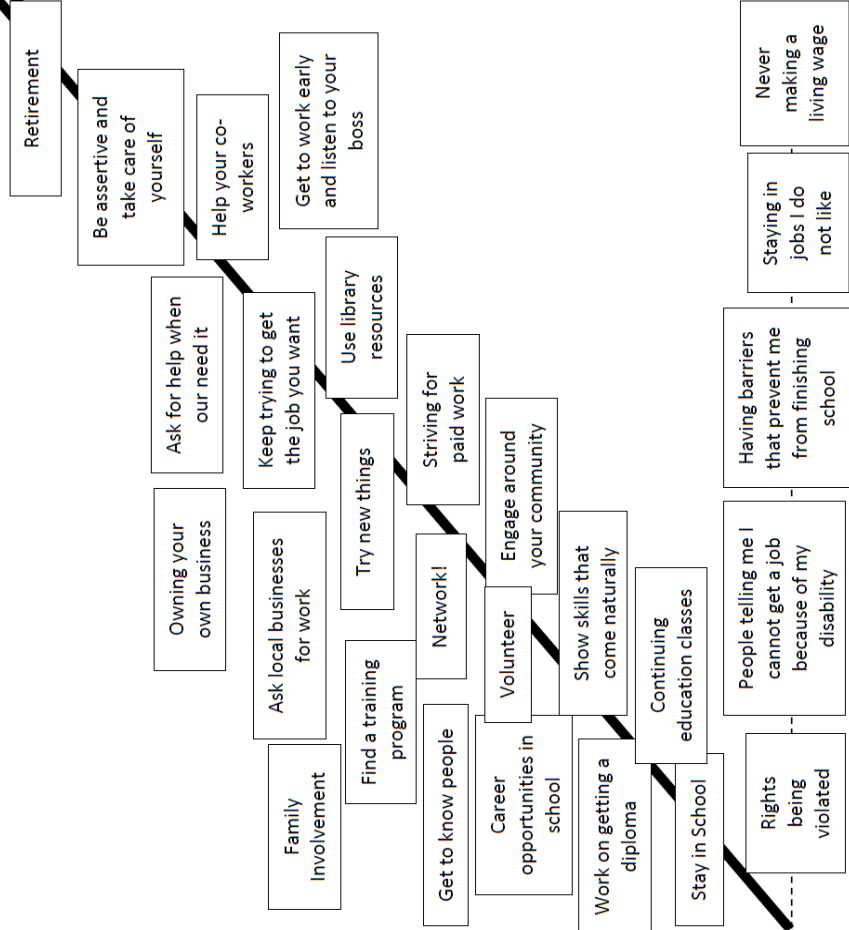 Retirement
Be assertive and
take care of
yourself
Owning your
own business
Ask for help when
our need it
Help your co-
workers
Family
Involvement
Ask local businesses
for work
Keep trying to get
the job you want
Get to work early
and listen to your
boss
Find a training
program
Try new things
Use library
resources
Get to know people
Network!
Striving for
paid work
Career
opportunities in
school
Volunteer
Engage around
your community
Work on getting a
diploma
Show skills that
come naturally
Stay in School
Continuing
education classes
Rights
being
violated
People telling me I
cannot get a job
because of my
disability
Having barriers
that prevent me
from finishing
school
Staying in
jobs I do
not like
Never
making a
living wage